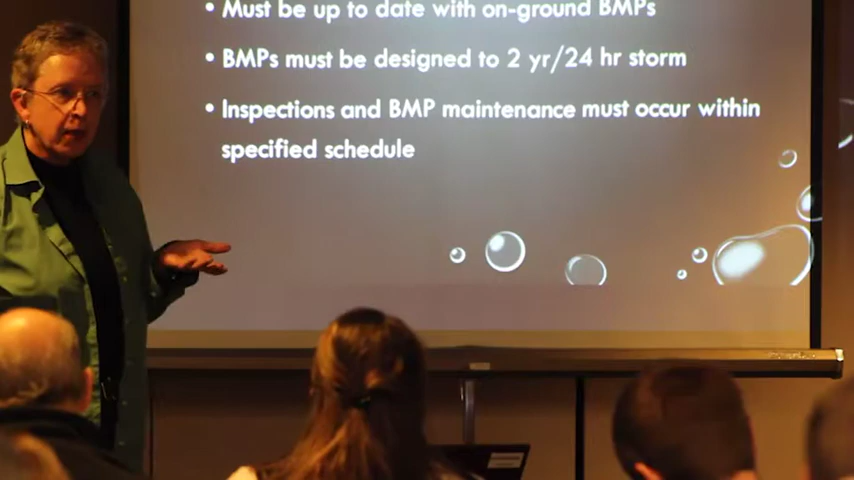 • Must be up to date with on-ground BMPs
• BMPs must be designed to 2 yr/24 hr storm
• Inspections and BMP maintenance must occur within
specified schedule